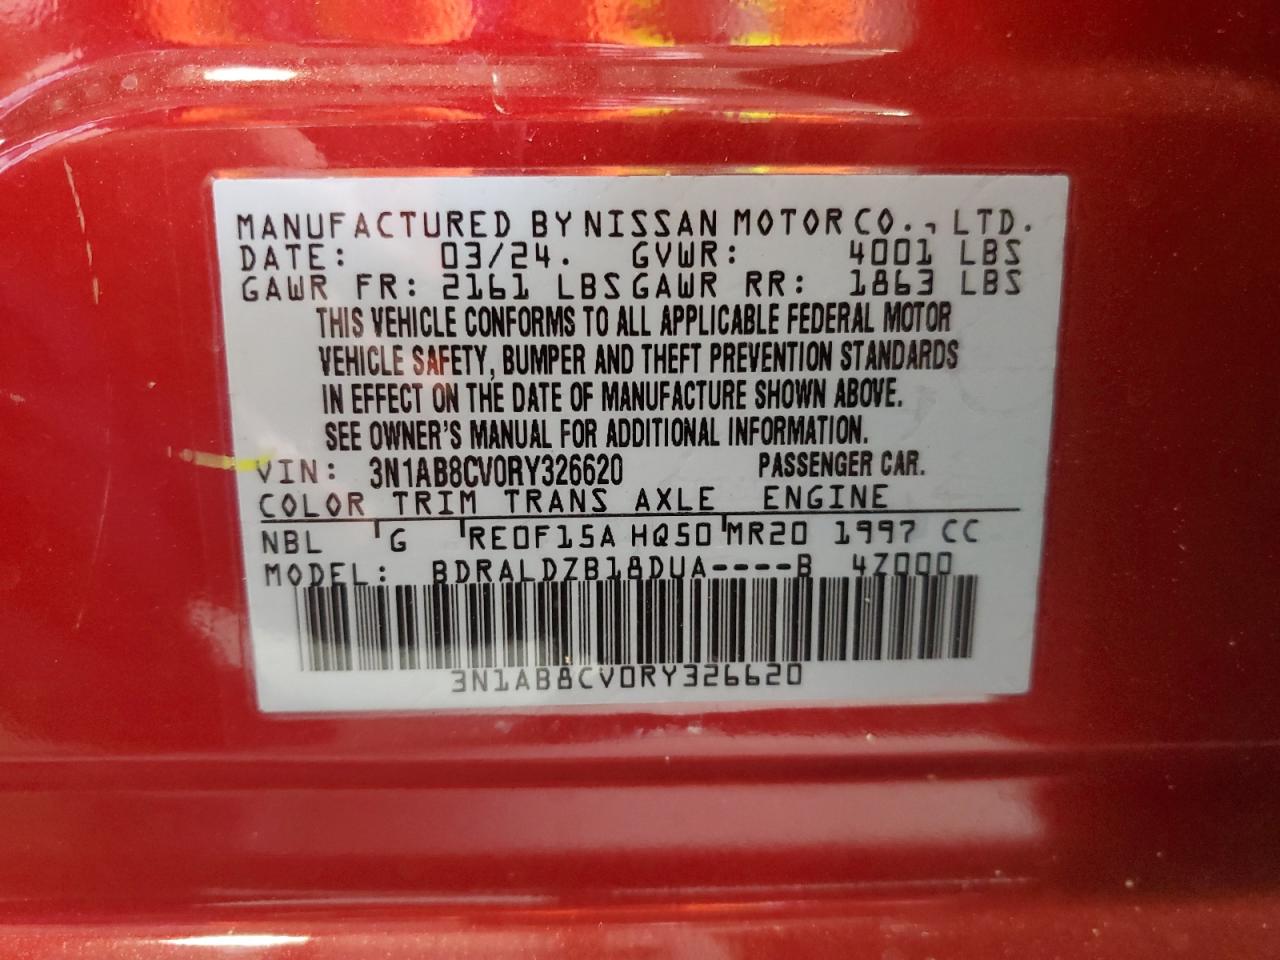 MANUFACTURED BY NISSAN MOTOR CO., LTD.
DATE: 03/24. GVWR: 4001 LBS
GAWR FR: 2161 LBS GAWR RR: 1863 LBS
THIS VEHICLE CONFORMS TO ALL APPLICABLE FEDERAL MOTOR
VEHICLE SAFETY, BUMPER AND THEFT PREVENTION STANDARDS
IN EFFECT ON THE DATE OF MANUFACTURE SHOWN ABOVE.
SEE OWNER'S MANUAL FOR ADDITIONAL INFORMATION.
VIN: 3N1AB8CV0RY326620 PASSENGER CAR.
COLOR TRIM TRANS AXLE ENGINE
NBL G RE0F15A HQ50 MR20 1997 CC
MODEL: BDRALDZB18DUA----B 4Z000
3N1AB8CV0RY326620